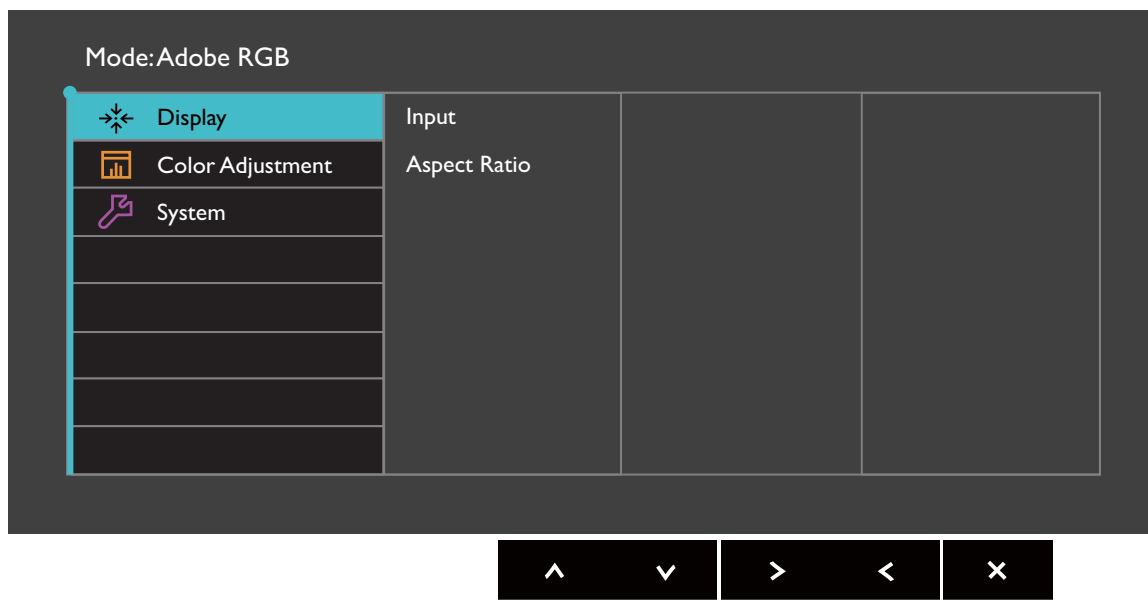 Mode: Adobe RGB
Display
Input
Color Adjustment
Aspect Ratio
System